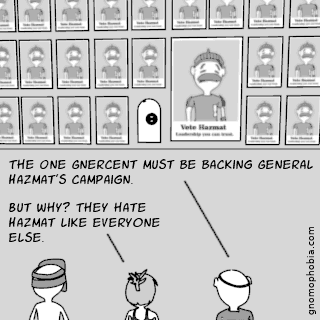 Vote Hazmat
Leadership you can trust.
THE ONE GNERCENT MUST BE BACKING GENERAL
HAZMAT'S CAMPAIGN.
BUT WHY? THEY HATE
HAZMAT LIKE EVERYONE
ELSE.
gnomophobia.com